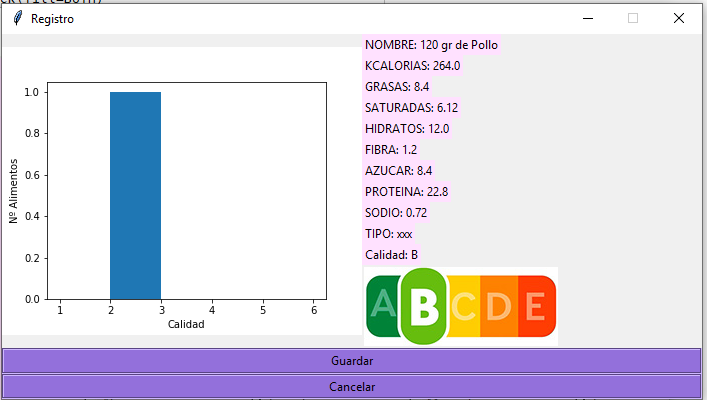 Registro
1.0
0.8
0.6
0.4
0.2
0.0
Nº Alimentos
1 2 3 4 5 6
Calidad
NOMBRE: 120 gr de Pollo
KCALORIAS: 264.0
GRASAS: 8.4
SATURADAS: 6.12
HIDRATOS: 12.0
FIBRA: 1.2
AZUCAR: 8.4
PROTEINA: 22.8
SODIO: 0.72
TIPO: xxx
Calidad: B
A B C D E
Guardar
Cancelar